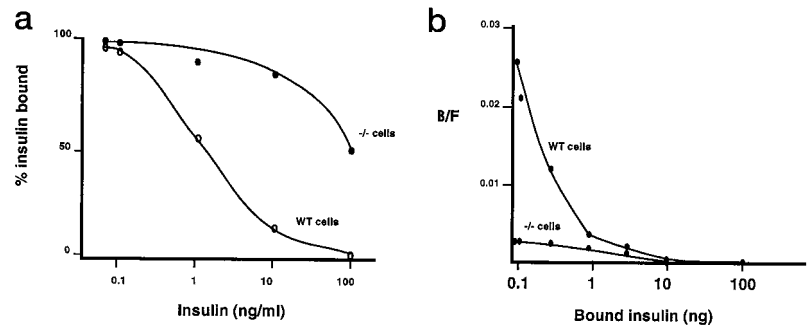 a
100
50
0
% insulin bound
-/- cells
WT cells
0.1 1 10 100
Insulin (ng/ml)
b
0.03
0.02
0.01
B/F
WT cells
-/- cells
0.1 1 10 100
Bound insulin (ng)